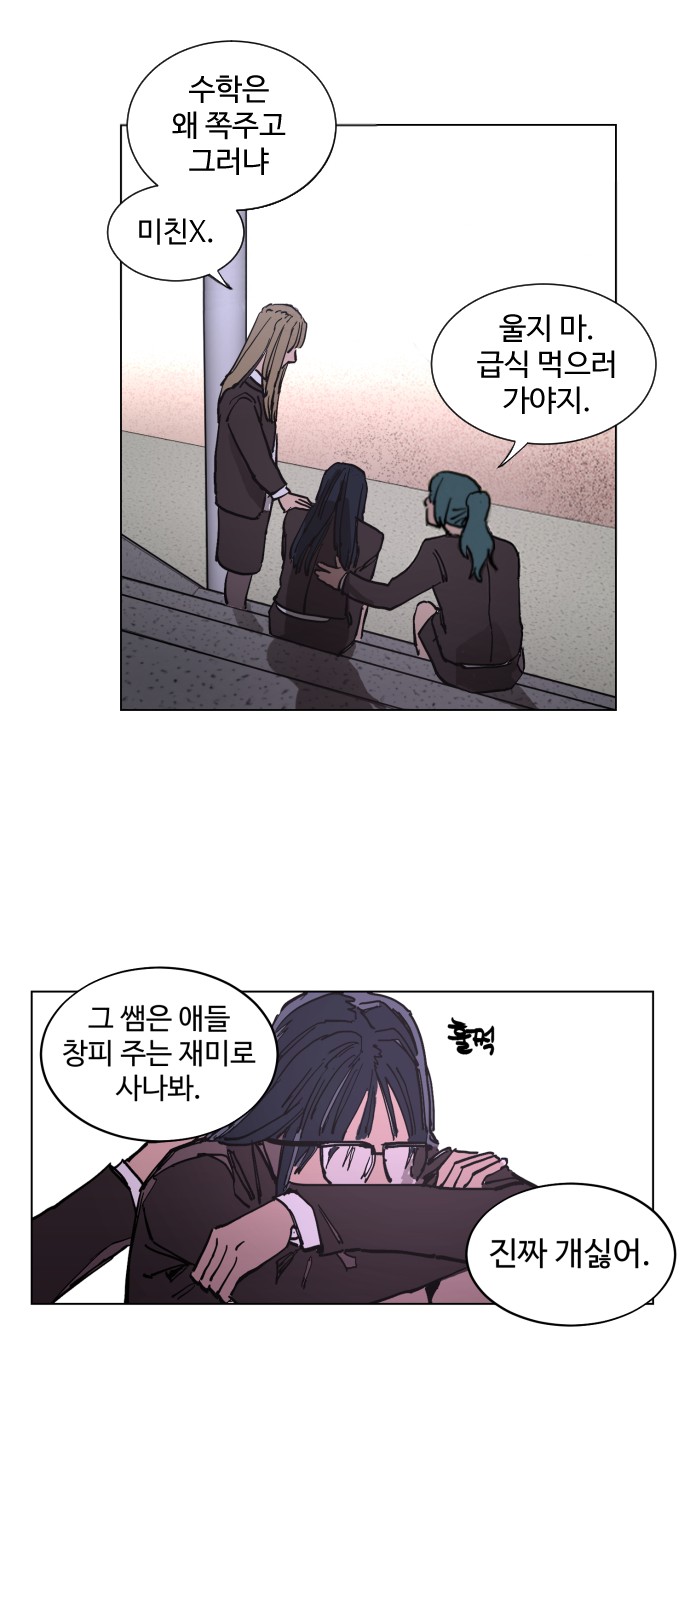 수학은
왜 쪽주고
그러냐
미친X.
울지 마.
급식 먹으러
가야지.
그 쌤은 애들
창피 주는 재미로
사나봐.
훌쩍
진짜 개싫어.